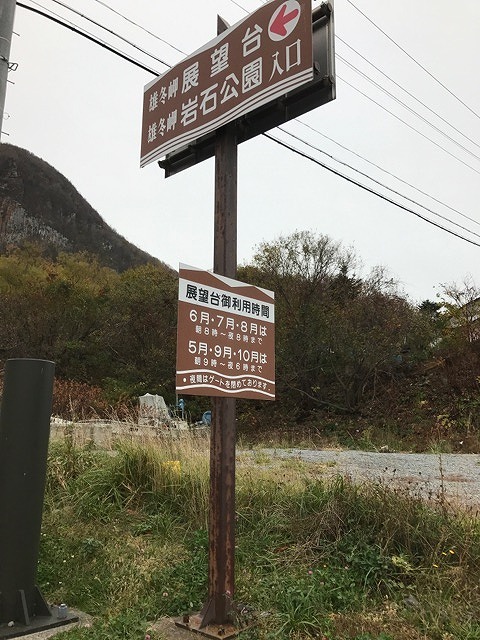 雄冬岬 展望台
雄冬岬 岩石公園 入口
展望台御利用時間
6月・7月・8月は
朝8時〜夜8時まで
5月・9月・10月は
朝9時〜夜6時まで
●夜間はゲートを閉めております。